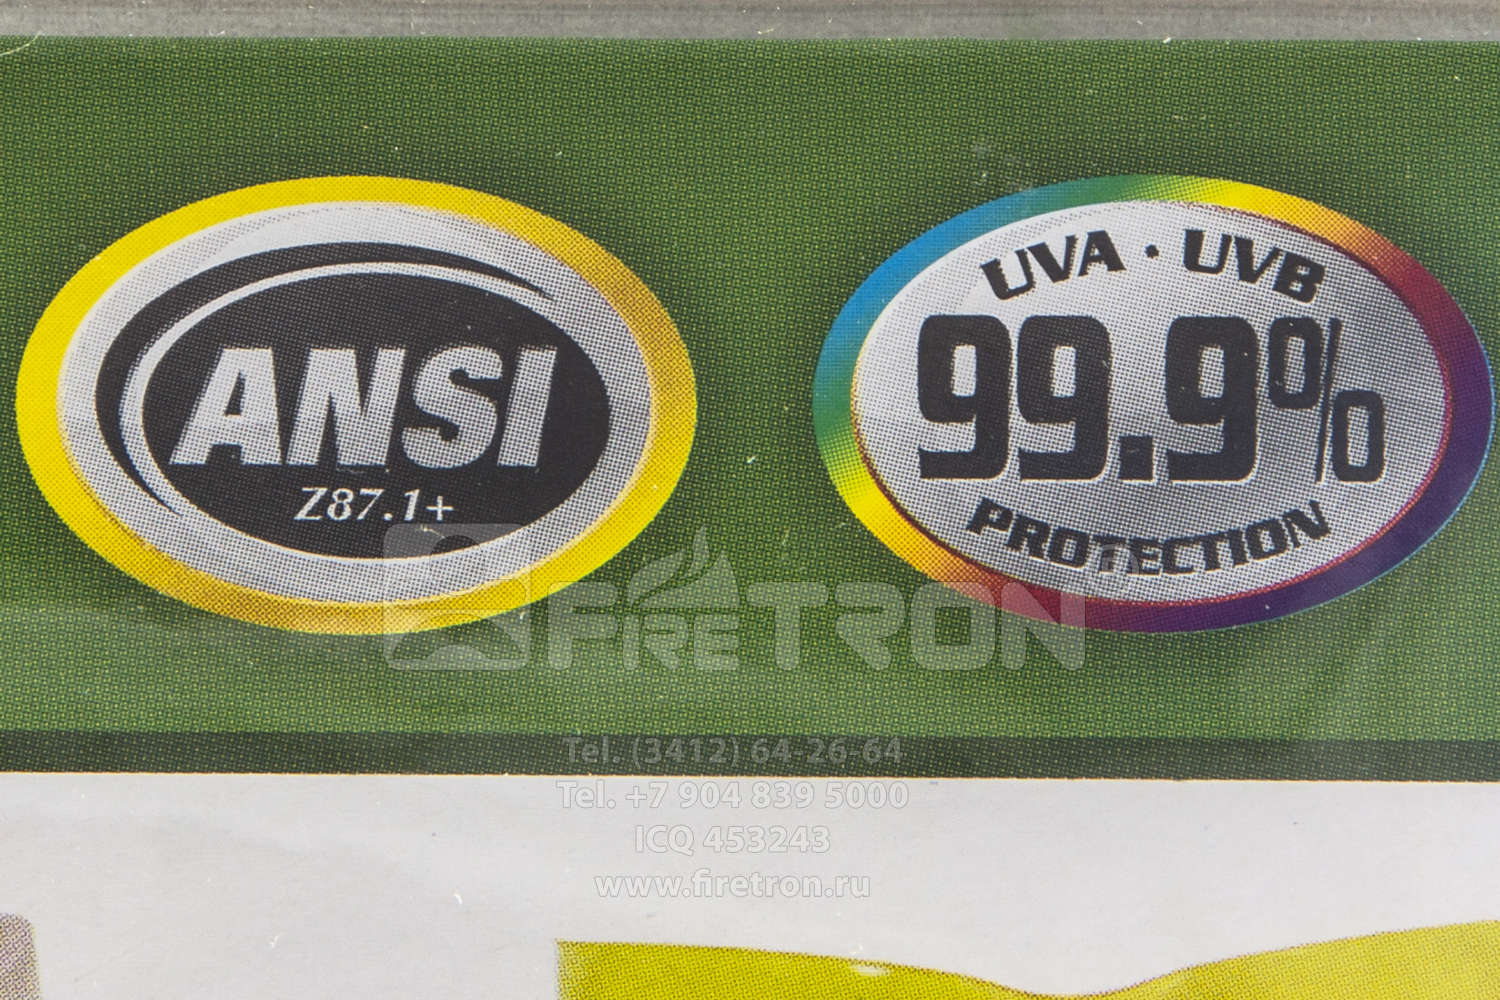 ANSI
Z87.1+
UVA · UVB
99.9%
PROTECTION
FIRETRON®
Tel. (3412) 64-26-64
Tel. +7 904 839 5000
ICQ 453243
www.firetron.ru